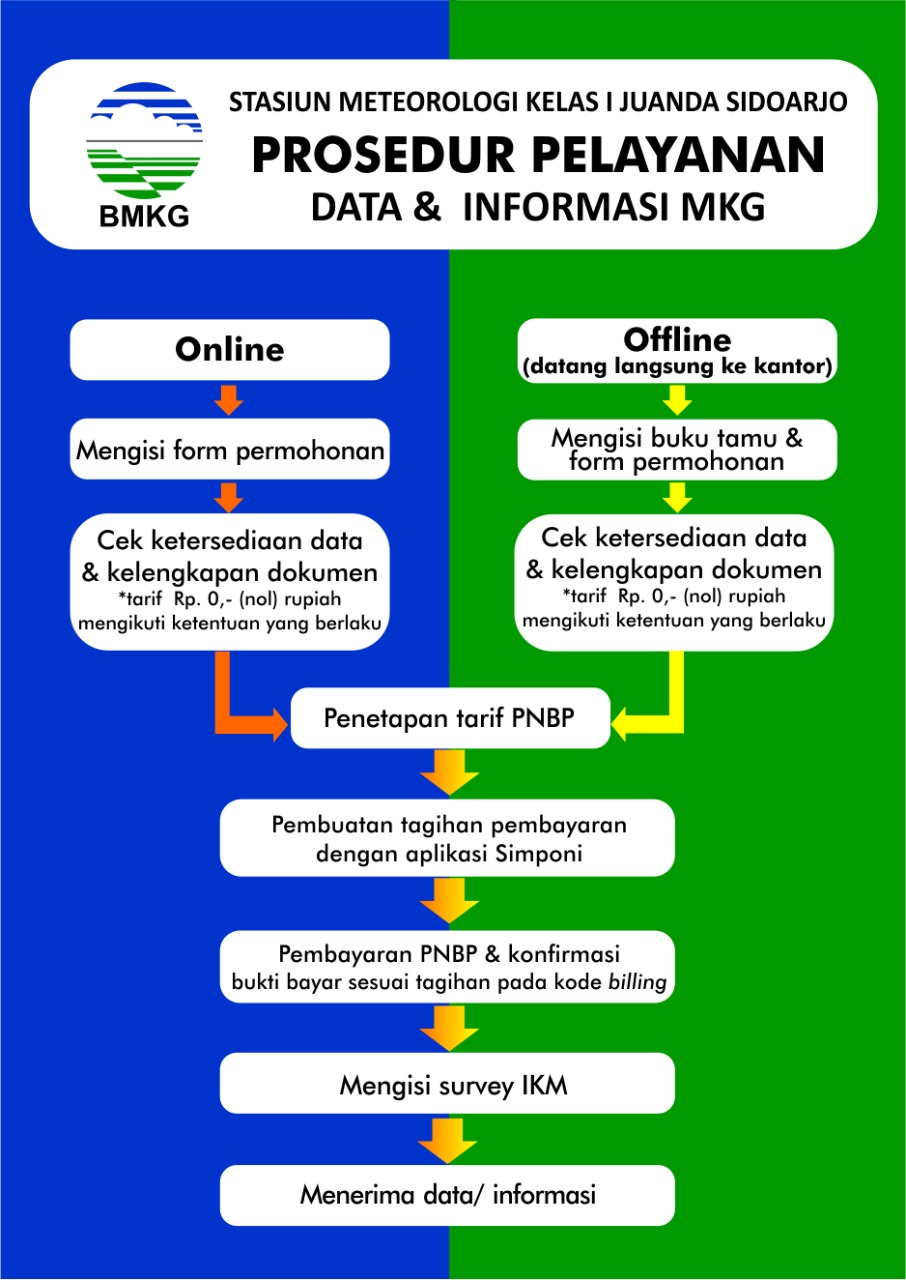 STASIUN METEOROLOGI KELAS I JUANDA SIDOARJO
PROSEDUR PELAYANAN
DATA & INFORMASI MKG
BMKG
Online
Mengisi form permohonan
Cek ketersediaan data
& kelengkapan dokumen
*tarif Rp. 0,- (nol) rupiah
mengikuti ketentuan yang berlaku
Offline
(datang langsung ke kantor)
Mengisi buku tamu &
form permohonan
Cek ketersediaan data
& kelengkapan dokumen
*tarif Rp. 0,- (nol) rupiah
mengikuti ketentuan yang berlaku
Penetapan tarif PNBP
Pembuatan tagihan pembayaran
dengan aplikasi Simponi
Pembayaran PNBP & konfirmasi
bukti bayar sesuai tagihan pada kode billing
Mengisi survey IKM
Menerima data/ informasi